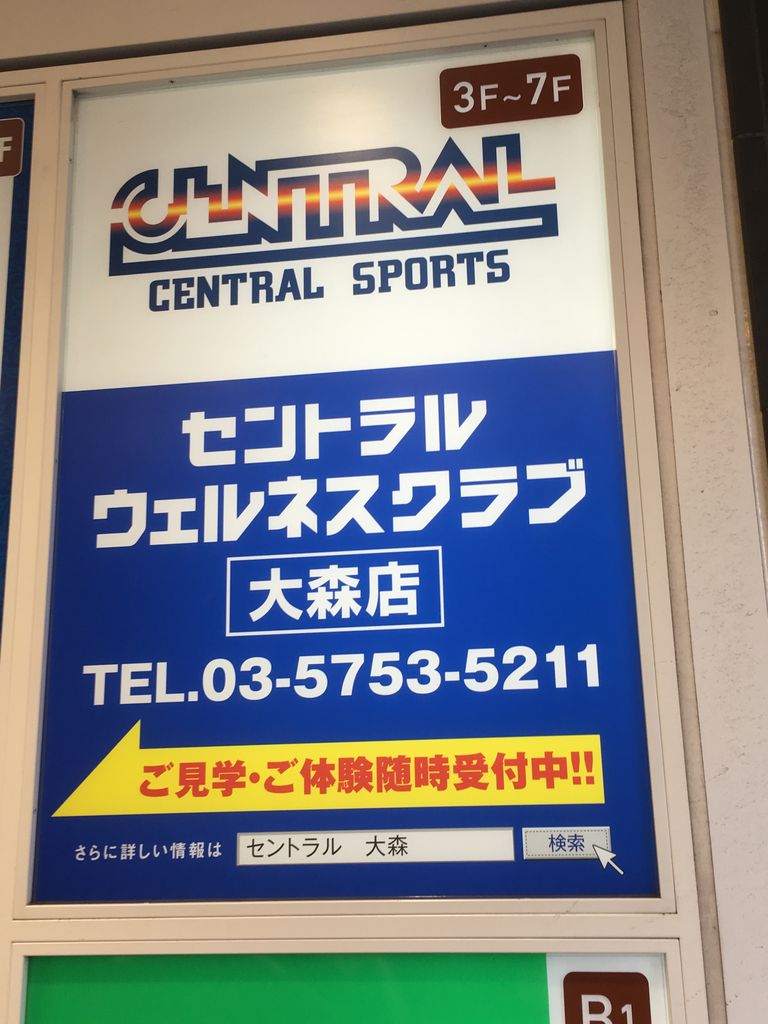 F
3F~7F
CENTRAL
CENTRAL SPORTS
セントラル
ウェルネスクラブ
大森店
TEL.03-5753-5211
ご見学・ご体験随時受付中!!
さらに詳しい情報は セントラル 大森 検索
B1